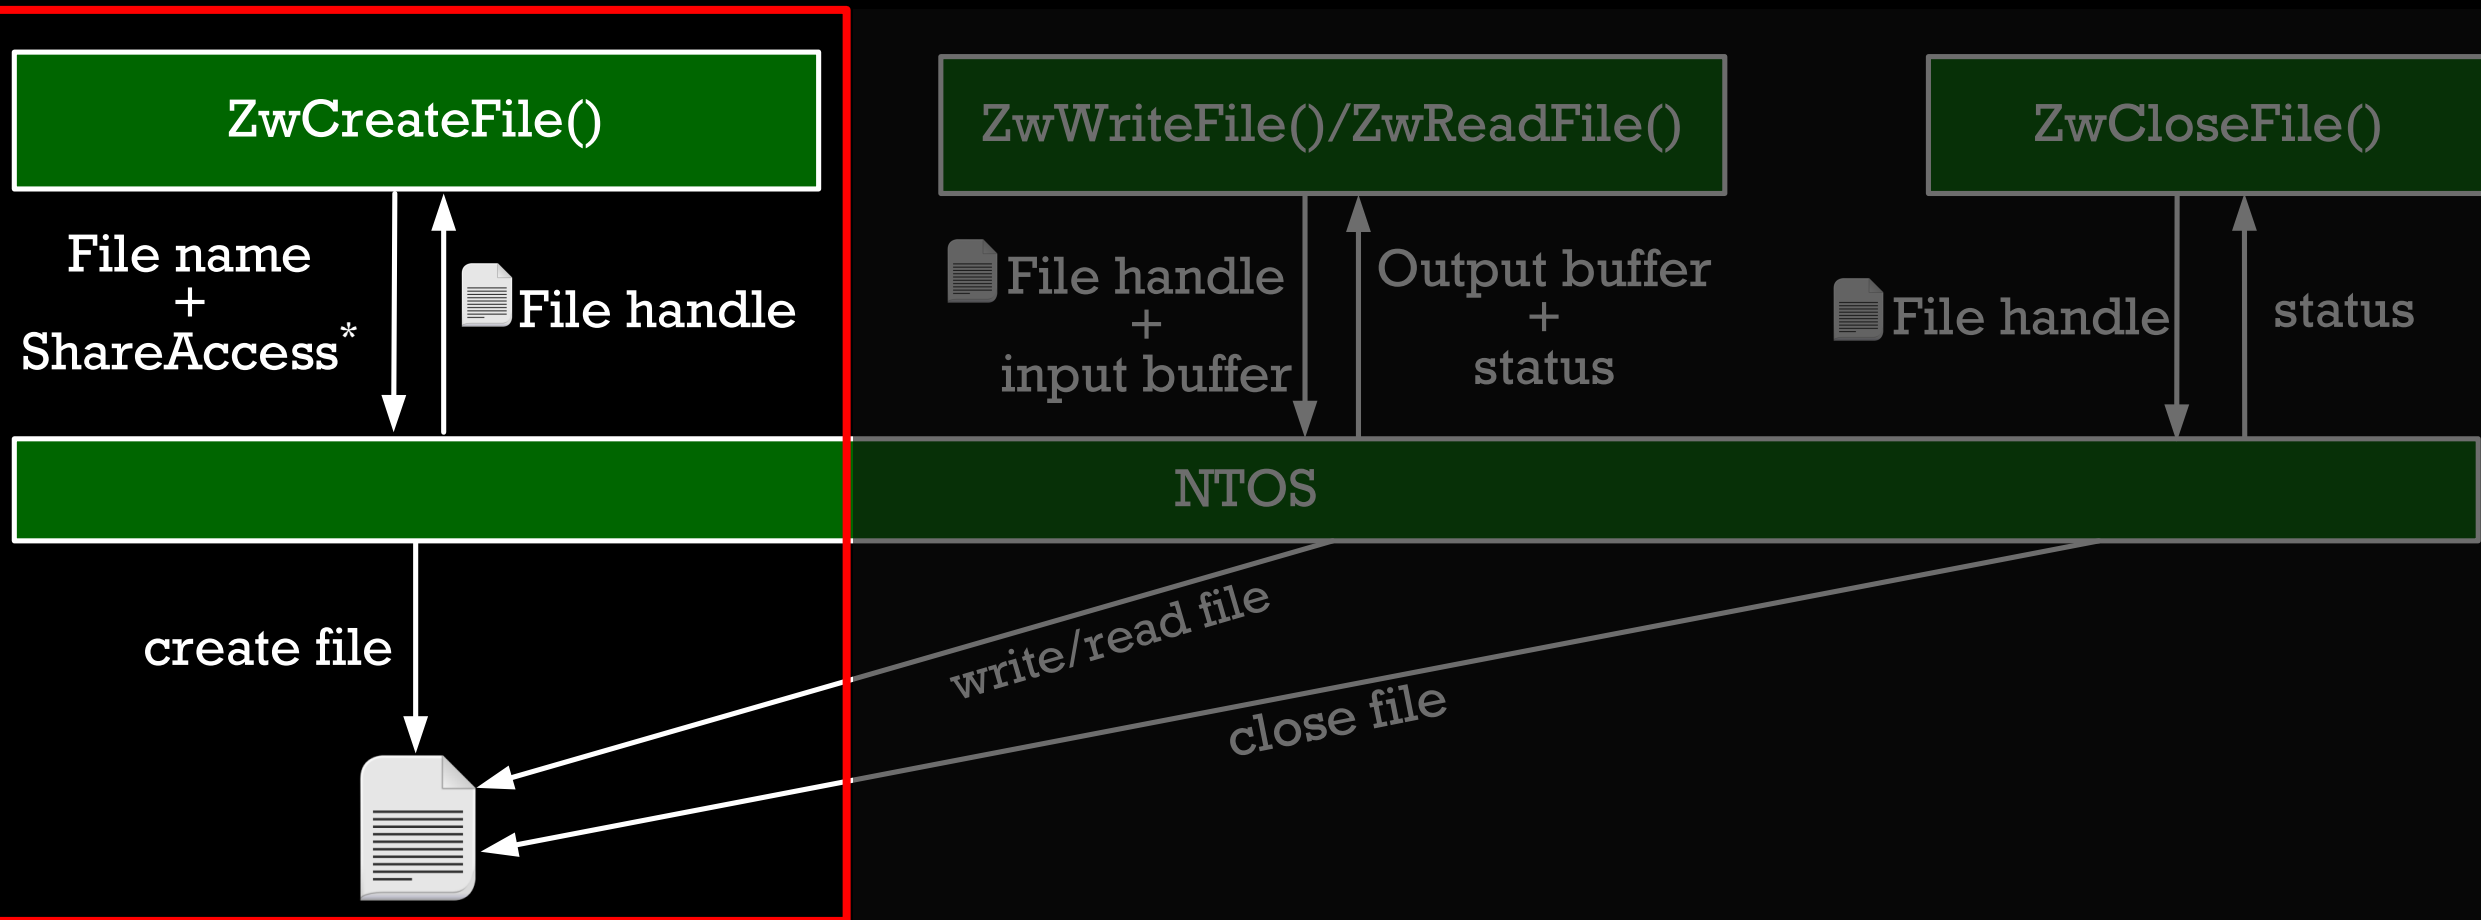 ZwCreateFile()
ZwWriteFile()/ZwReadFile()
ZwCloseFile()
File name
+
ShareAccess*
File handle
File handle
+
input buffer
Output buffer
+
status
File handle
status
NTOS
create file
write/read file
close file